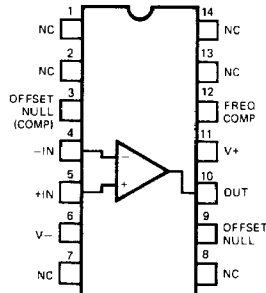 1
NC
2
NC
3
OFFSET
NULL
(COMP)
4
−IN
5
+IN
6
V−
7
NC
14
NC
13
NC
12
FREQ
COMP
11
V+
10
OUT
9
OFFSET
NULL
8
NC
−
+